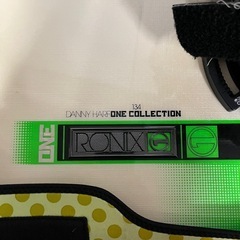 134
DANNY HARF ONE COLLECTION
ONE
RONIX